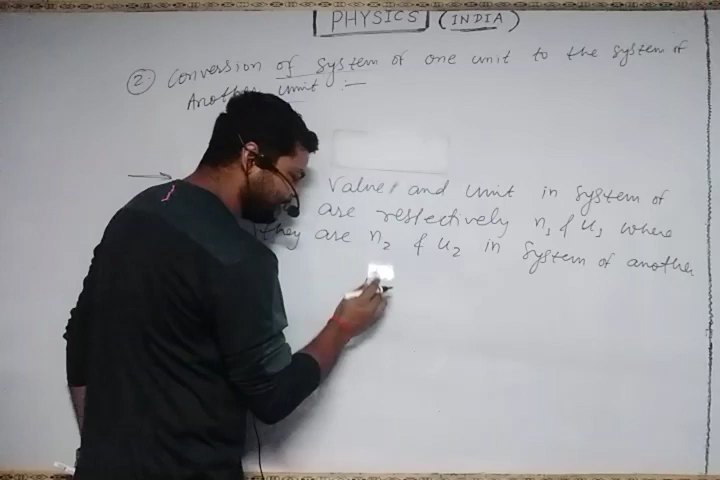 PHYSICS (INDIA)
② Conversion of system of one unit to the system of
Another unit :-
→ Values and unit in system of
are respectively n₁ & u₁ where
they are n₂ & u₂ in system of another